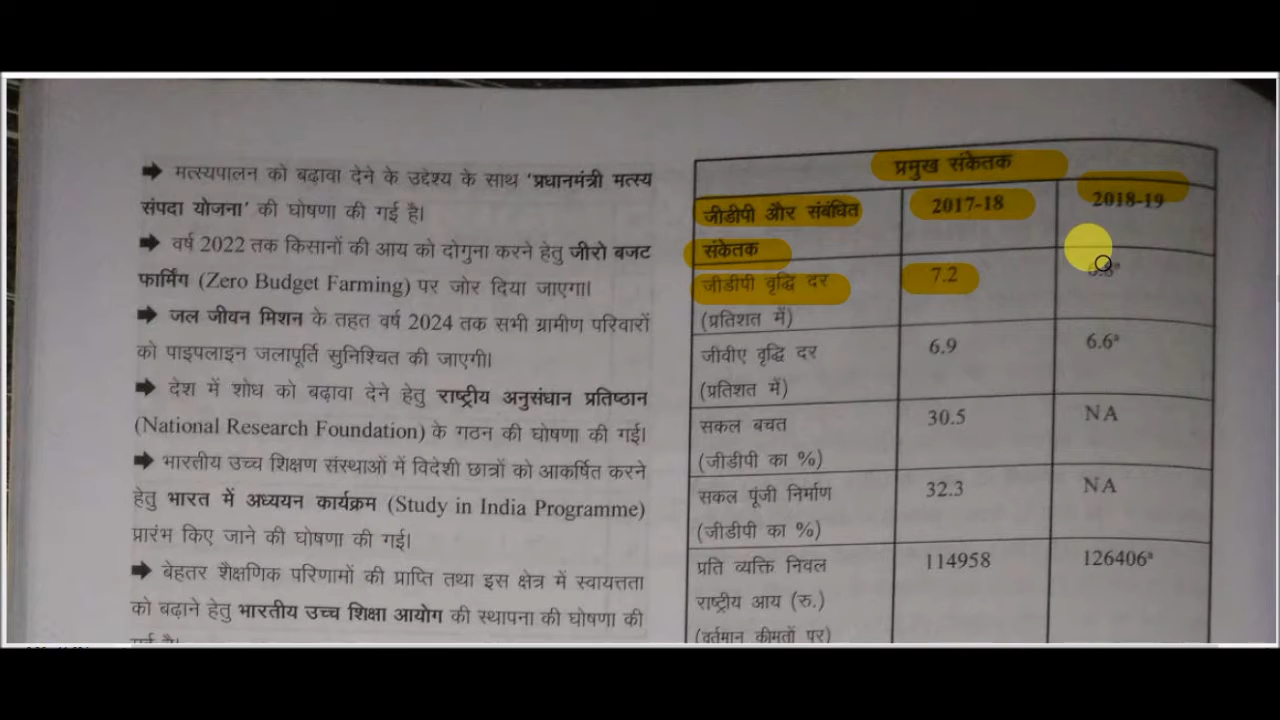 ➡ मत्स्यपालन को बढ़ावा देने के उद्देश्य के साथ 'प्रधानमंत्री मत्स्य
संपदा योजना' की घोषणा की गई है।
➡ वर्ष 2022 तक किसानों की आय को दोगुना करने हेतु जीरो बजट
फार्मिंग (Zero Budget Farming) पर जोर दिया जाएगा।
➡ जल जीवन मिशन के तहत वर्ष 2024 तक सभी ग्रामीण परिवारों
को पाइपलाइन जलापूर्ति सुनिश्चित की जाएगी।
➡ देश में शोध को बढ़ावा देने हेतु राष्ट्रीय अनुसंधान प्रतिष्ठान
(National Research Foundation) के गठन की घोषणा की गई।
➡ भारतीय उच्च शिक्षण संस्थाओं में विदेशी छात्रों को आकर्षित करने
हेतु भारत में अध्ययन कार्यक्रम (Study in India Programme)
प्रारंभ किए जाने की घोषणा की गई।
➡ बेहतर शैक्षणिक परिणामों की प्राप्ति तथा इस क्षेत्र में स्वायत्तता
को बढ़ाने हेतु भारतीय उच्च शिक्षा आयोग की स्थापना की घोषणा की
प्रमुख संकेतक
जीडीपी और संबंधित 2017-18 2018-19
संकेतक
जीडीपी वृद्धि दर 7.2
(प्रतिशत में)
जीवीए वृद्धि दर 6.9 6.6ᵃ
(प्रतिशत में)
सकल बचत 30.5 NA
(जीडीपी का %)
सकल पूंजी निर्माण 32.3 NA
(जीडीपी का %)
प्रति व्यक्ति निवल 114958 126406ᵃ
राष्ट्रीय आय (रु.)
(वर्तमान कीमतों पर)